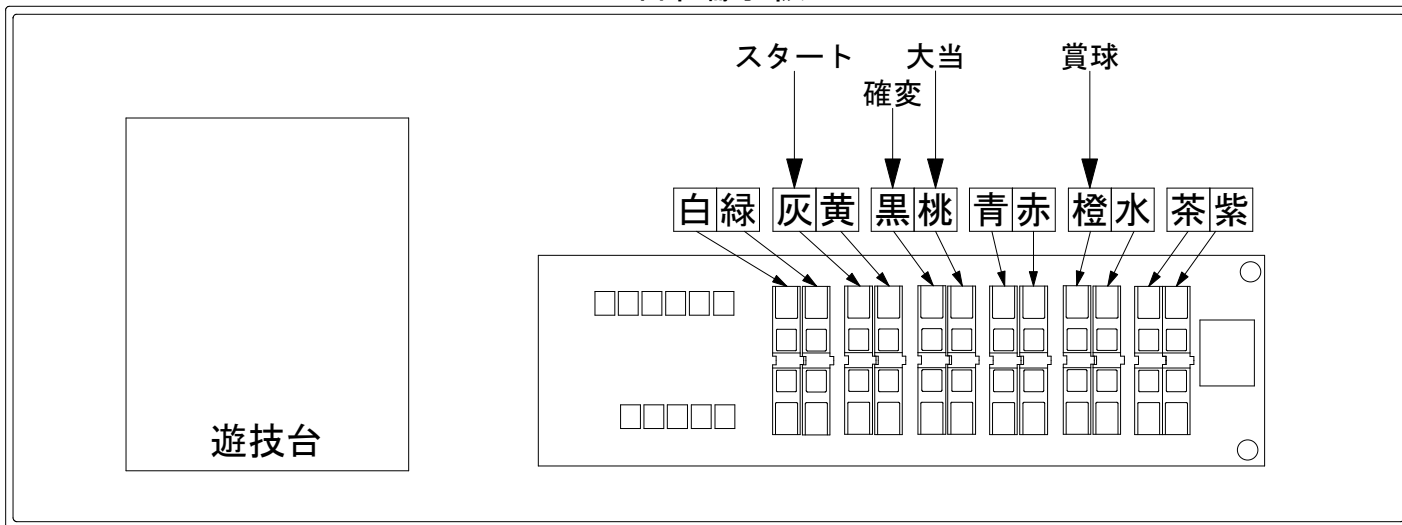 スタート 大当 賞球
確変
白 緑 灰 黄 黒 桃 青 赤 橙 水 茶 紫
遊技台